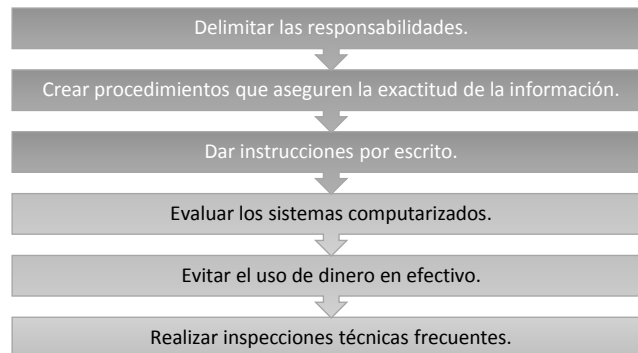 Delimitar las responsabilidades.
Crear procedimientos que aseguren la exactitud de la información.
Dar instrucciones por escrito.
Evaluar los sistemas computarizados.
Evitar el uso de dinero en efectivo.
Realizar inspecciones técnicas frecuentes.